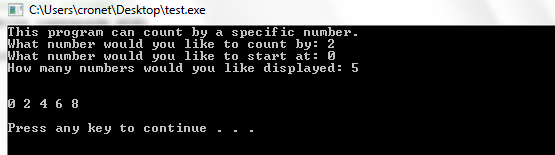 C:\Users\cronet\Desktop\test.exe
This program can count by a specific number.
What number would you like to count by: 2
What number would you like to start at: 0
How many numbers would you like displayed: 5
0 2 4 6 8
Press any key to continue . . .